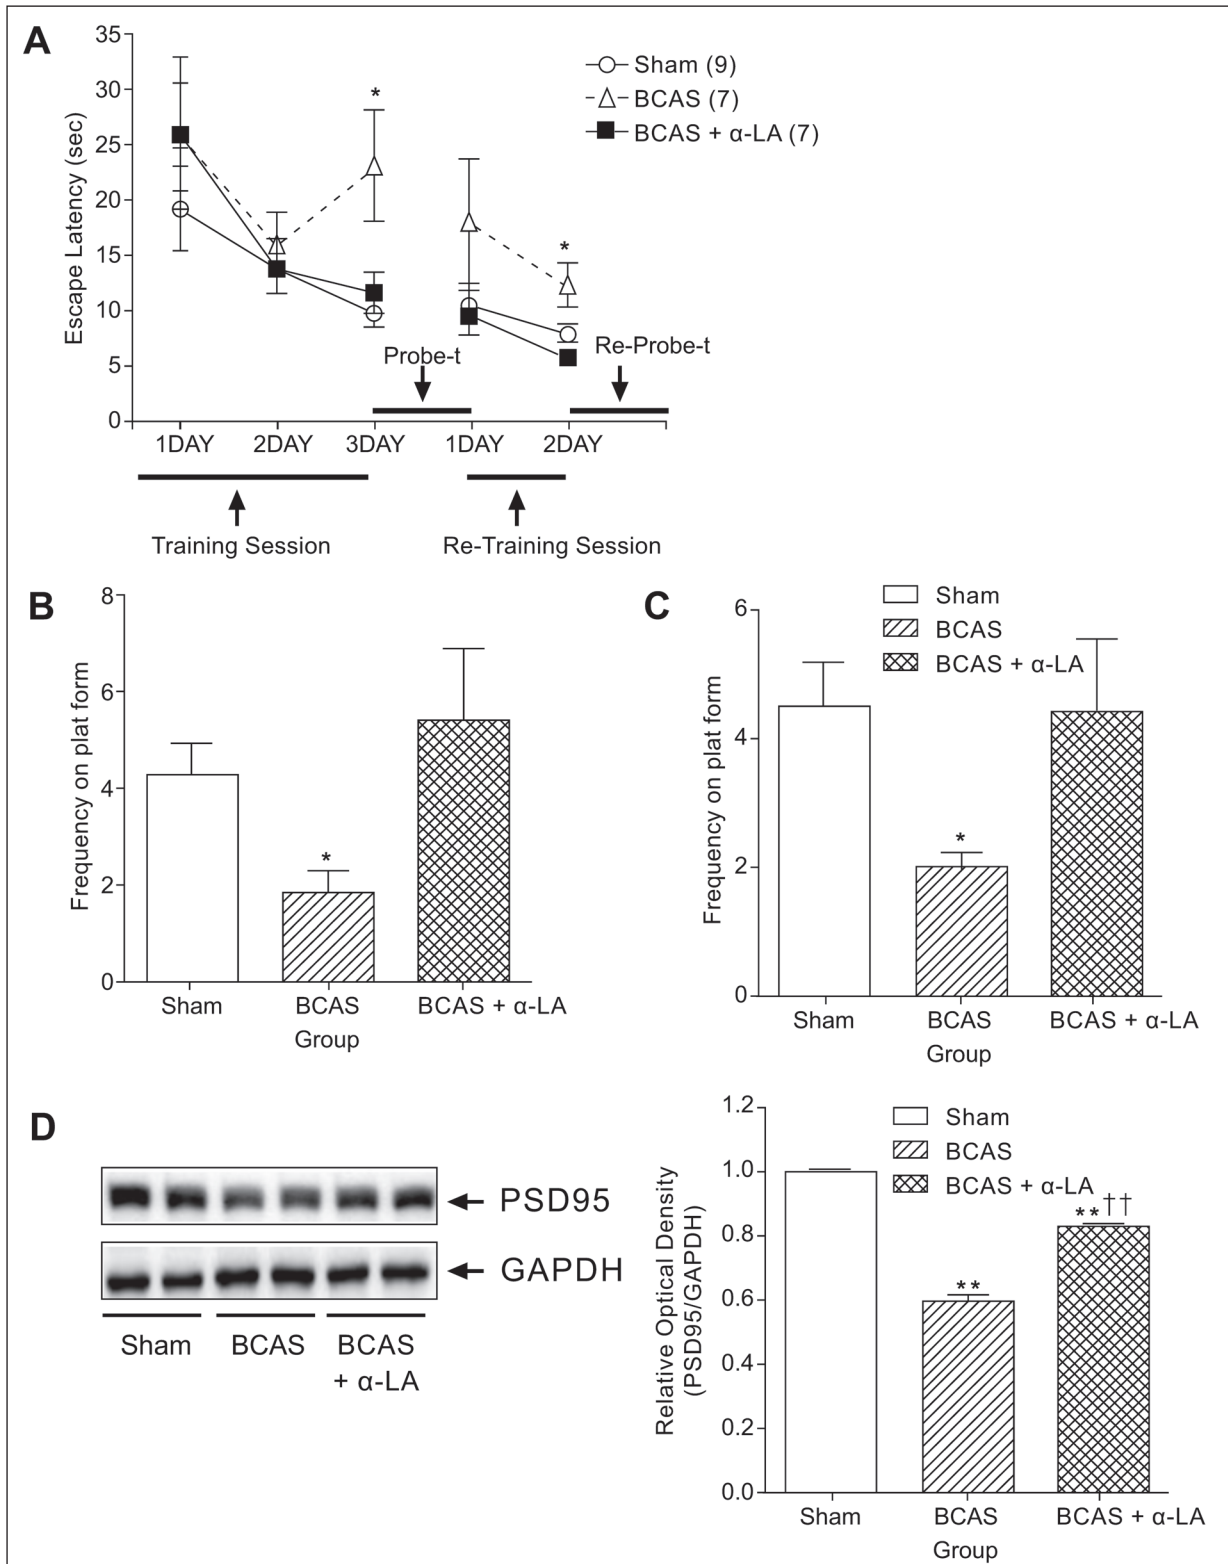 A
35
30
25
20
15
10
5
0
Escape Latency (sec)
Sham (9)
BCAS (7)
BCAS + α-LA (7)
*
*
Probe-t
Re-Probe-t
1DAY 2DAY 3DAY 1DAY 2DAY
Training Session
Re-Training Session
B
8
6
4
2
0
Frequency on plat form
*
Sham BCAS BCAS + α-LA
Group
C
6
4
2
0
Frequency on plat form
Sham
BCAS
BCAS + α-LA
*
Sham BCAS BCAS + α-LA
Group
D
PSD95
GAPDH
Sham BCAS BCAS
+ α-LA
1.2
1.0
0.8
0.6
0.4
0.2
0.0
Relative Optical Density
(PSD95/GAPDH)
Sham
BCAS
BCAS + α-LA
**††
**
Sham BCAS BCAS + α-LA
Group